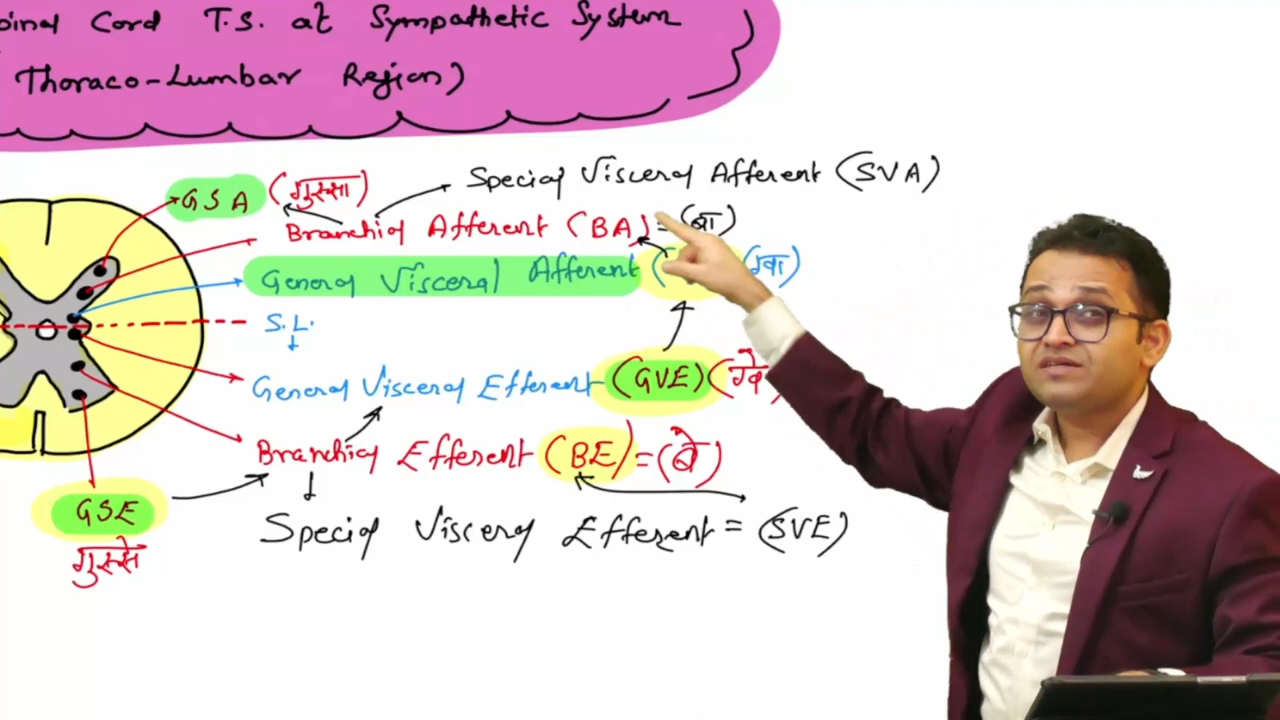 pinal Cord T.S. at Sympathetic System
Thoraco-Lumbar Region)
GSA (गुस्सा)
Special Visceral Afferent (SVA)
Branchial Afferent (BA) = (बा)
General Visceral Afferent
S.L.
General Visceral Efferent (GVE)
Branchial Efferent (BE) = (बे)
GSE
गुस्से
Special Visceral Efferent = (SVE)